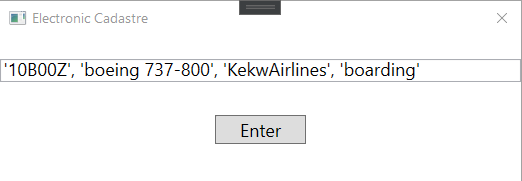 Electronic Cadastre
'10B00Z', 'boeing 737-800', 'KekwAirlines', 'boarding'
Enter